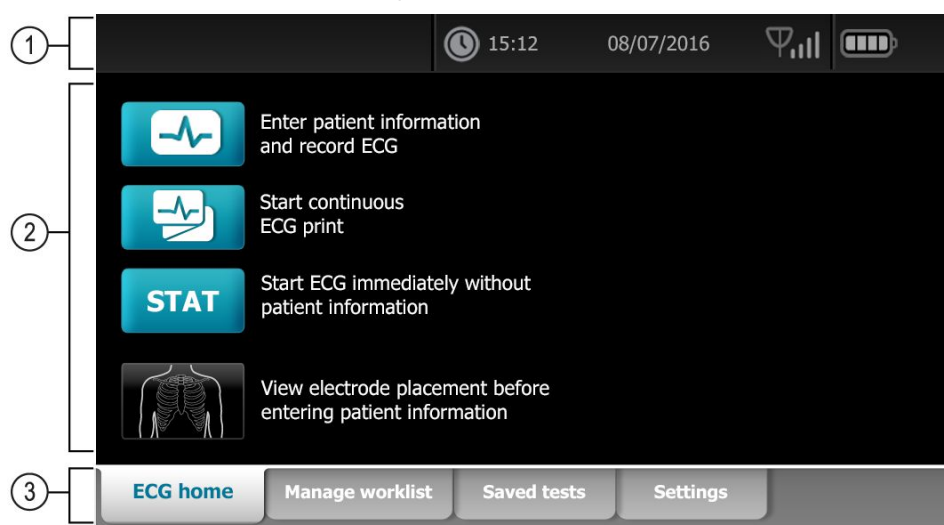 1
15:12 08/07/2016
2
Enter patient information
and record ECG
Start continuous
ECG print
STAT
Start ECG immediately without
patient information
View electrode placement before
entering patient information
3
ECG home Manage worklist Saved tests Settings